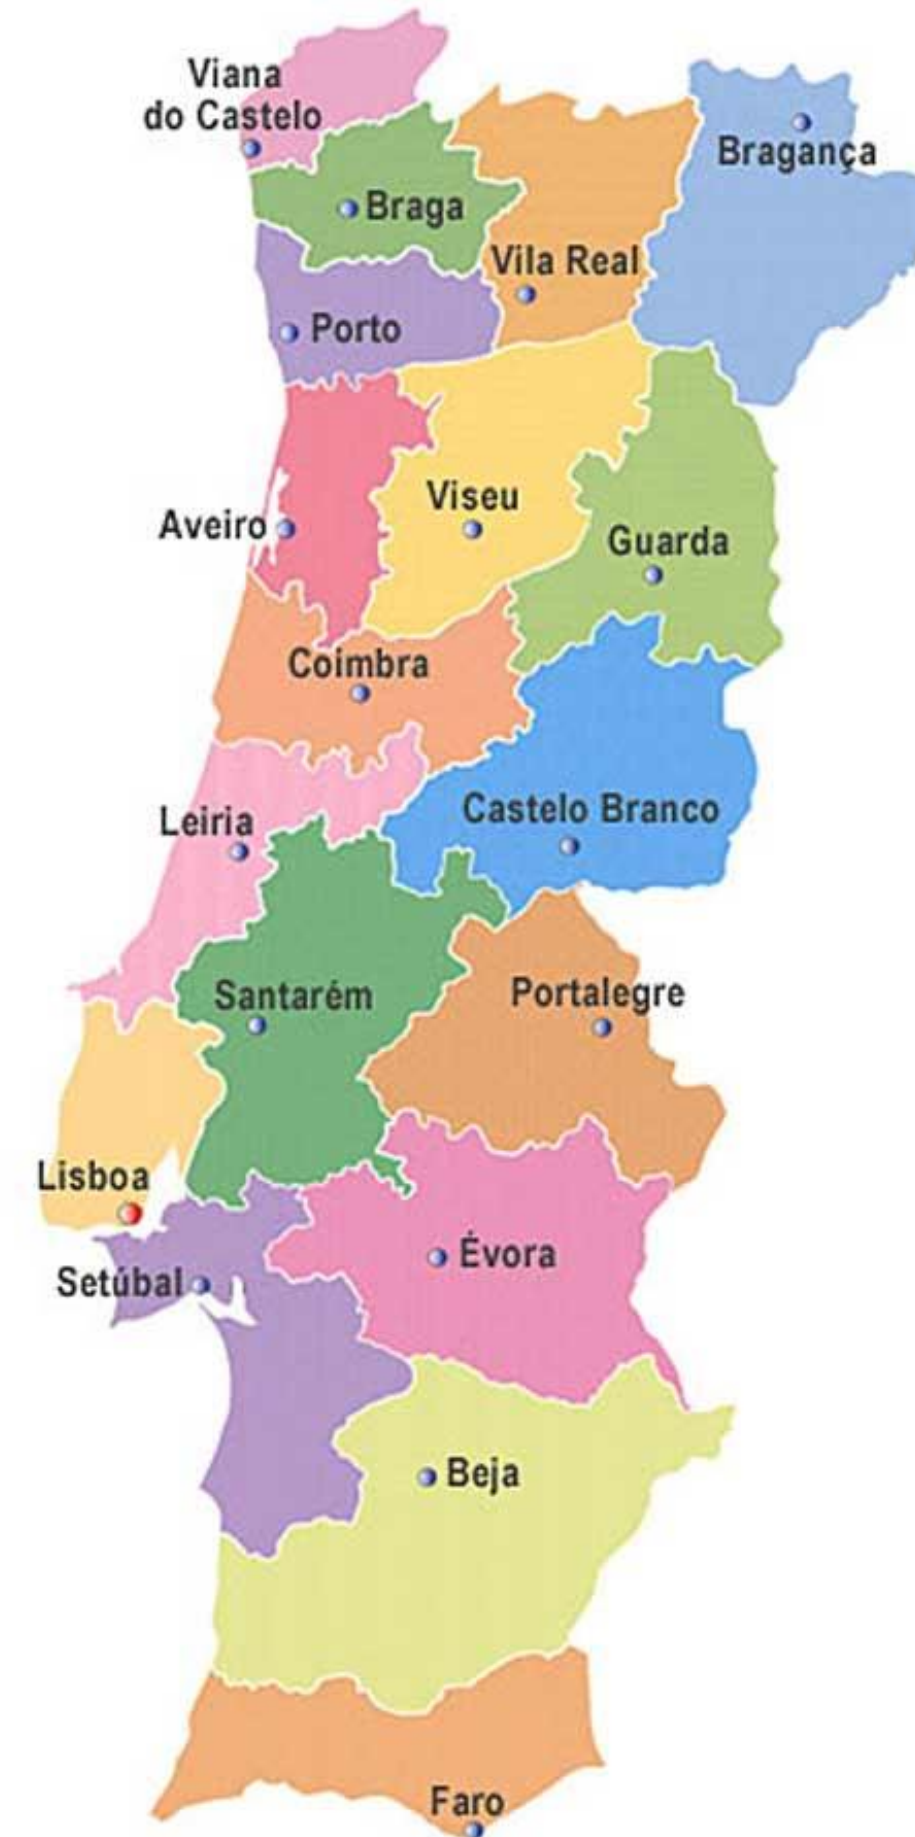 Viana
do Castelo
Bragança
Braga
Vila Real
Porto
Viseu
Aveiro
Guarda
Coimbra
Castelo Branco
Leiria
Santarém
Portalegre
Lisboa
Évora
Setúbal
Beja
Faro